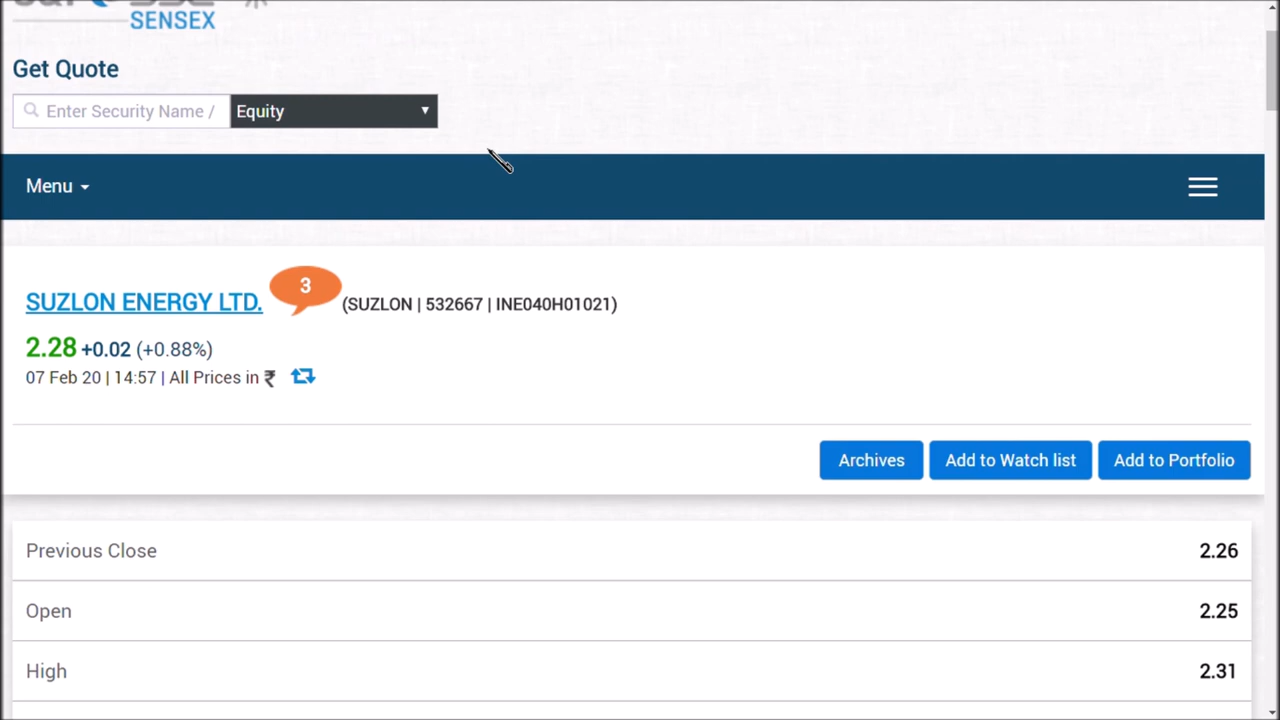 SENSEX
Get Quote
Enter Security Name / Equity
Menu
SUZLON ENERGY LTD. 3 (SUZLON | 532667 | INE040H01021)
2.28 +0.02 (+0.88%)
07 Feb 20 | 14:57 | All Prices in ₹
Archives Add to Watch list Add to Portfolio
Previous Close 2.26
Open 2.25
High 2.31